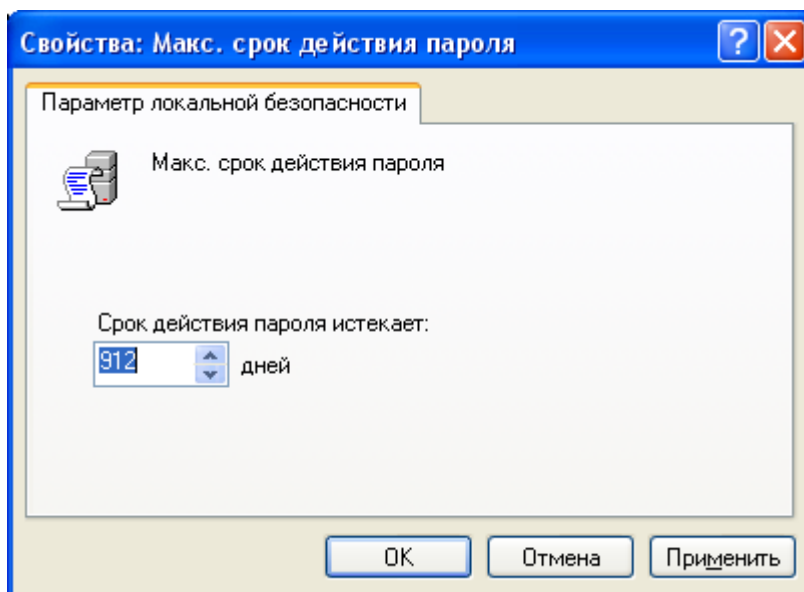 Свойства: Макс. срок действия пароля
Параметр локальной безопасности
Макс. срок действия пароля
Срок действия пароля истекает:
912 дней
OK Отмена Применить